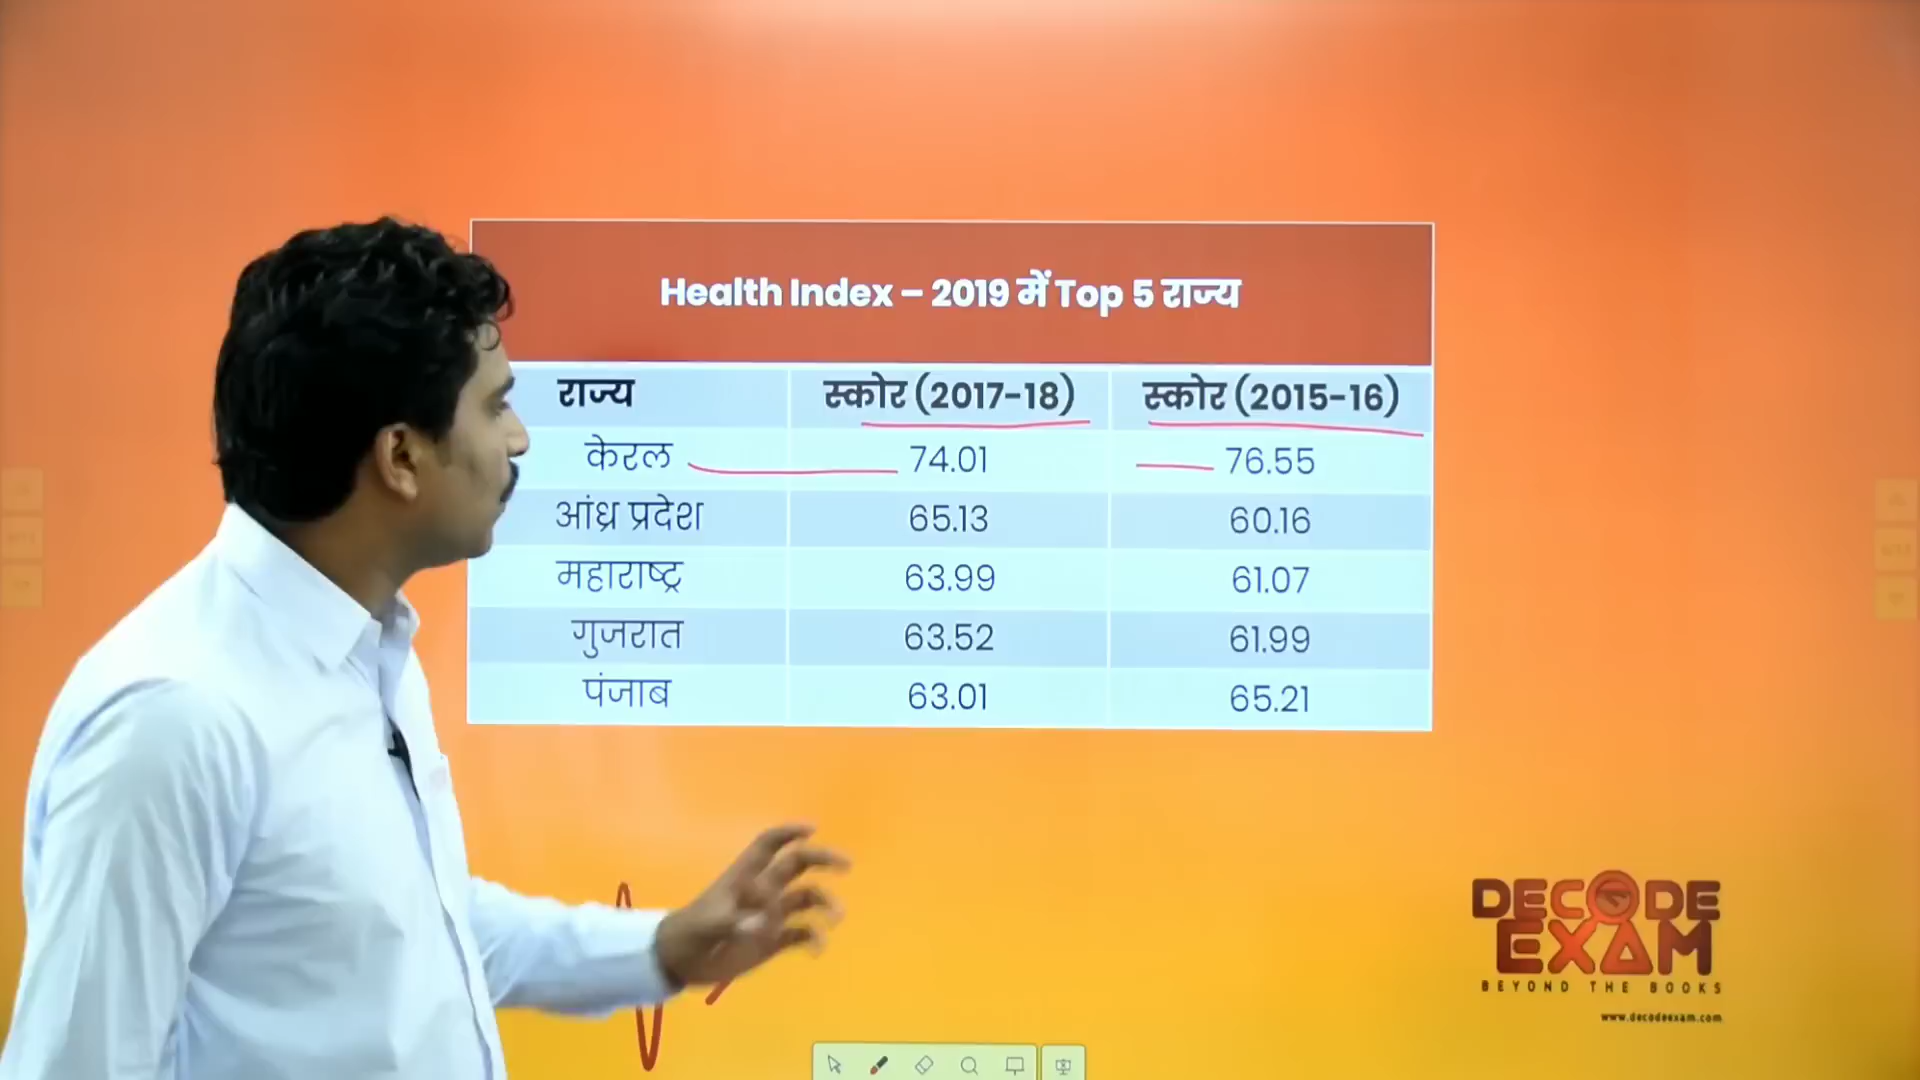 Health Index – 2019 में Top 5 राज्य
राज्य स्कोर (2017-18) स्कोर (2015-16)
केरल 74.01 76.55
आंध्र प्रदेश 65.13 60.16
महाराष्ट्र 63.99 61.07
गुजरात 63.52 61.99
पंजाब 63.01 65.21
DECODE
EXAM
BEYOND THE BOOKS
www.decodeexam.com